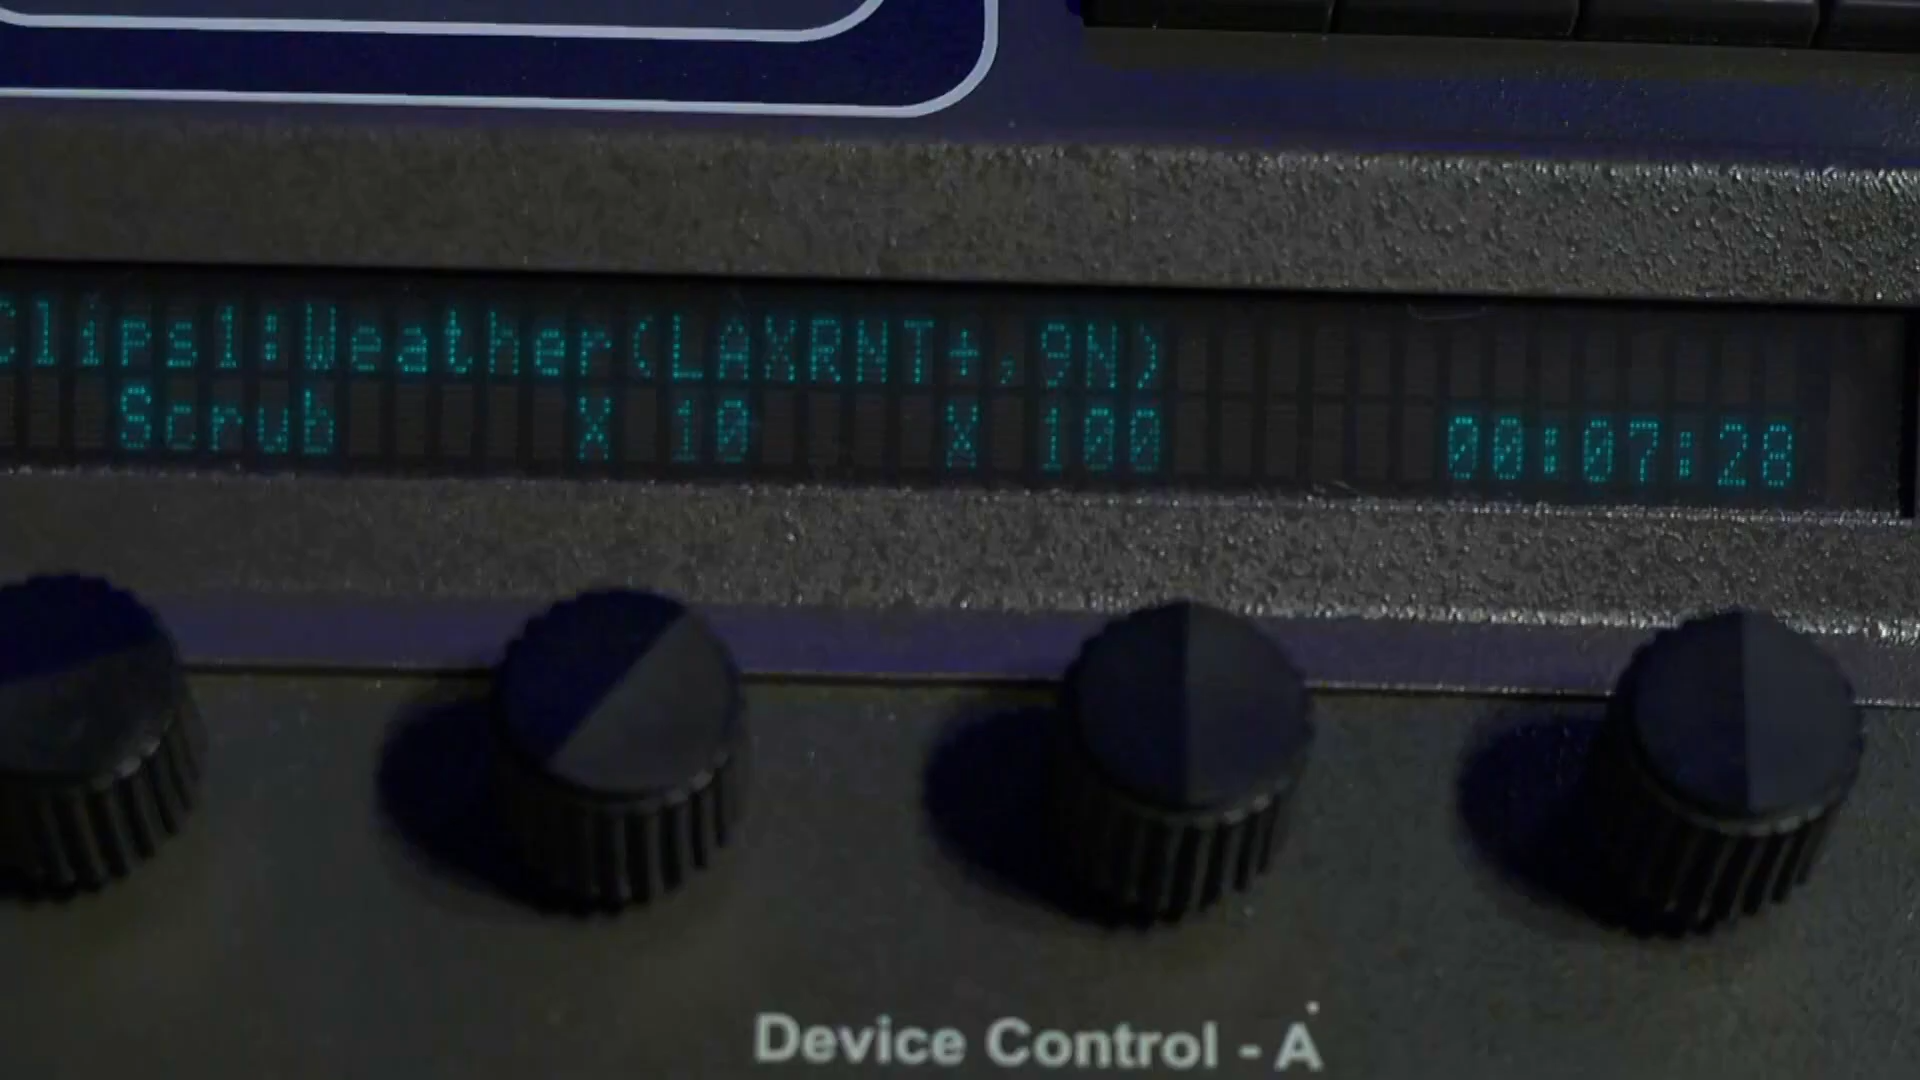 Clips1:Weather(LAXRNT+,9N)
Scrub X 10 X 100 00:07:28
Device Control - A